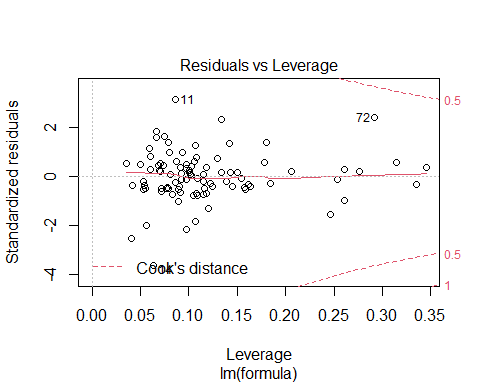 Residuals vs Leverage
Standardized residuals
2
0
-2
-4
11
72
0.5
0.5
1
Cook's distance
0.00 0.05 0.10 0.15 0.20 0.25 0.30 0.35
Leverage
lm(formula)